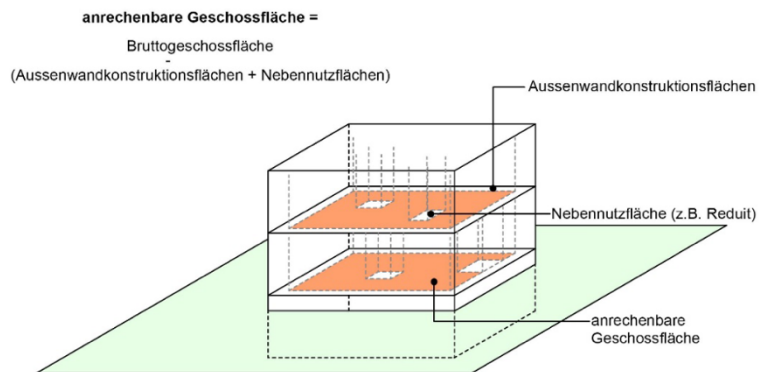 anrechenbare Geschossfläche =
Bruttogeschossfläche
-
(Aussenwandkonstruktionsflächen + Nebennutzflächen)
Aussenwandkonstruktionsflächen
Nebennutzfläche (z.B. Reduit)
anrechenbare
Geschossfläche